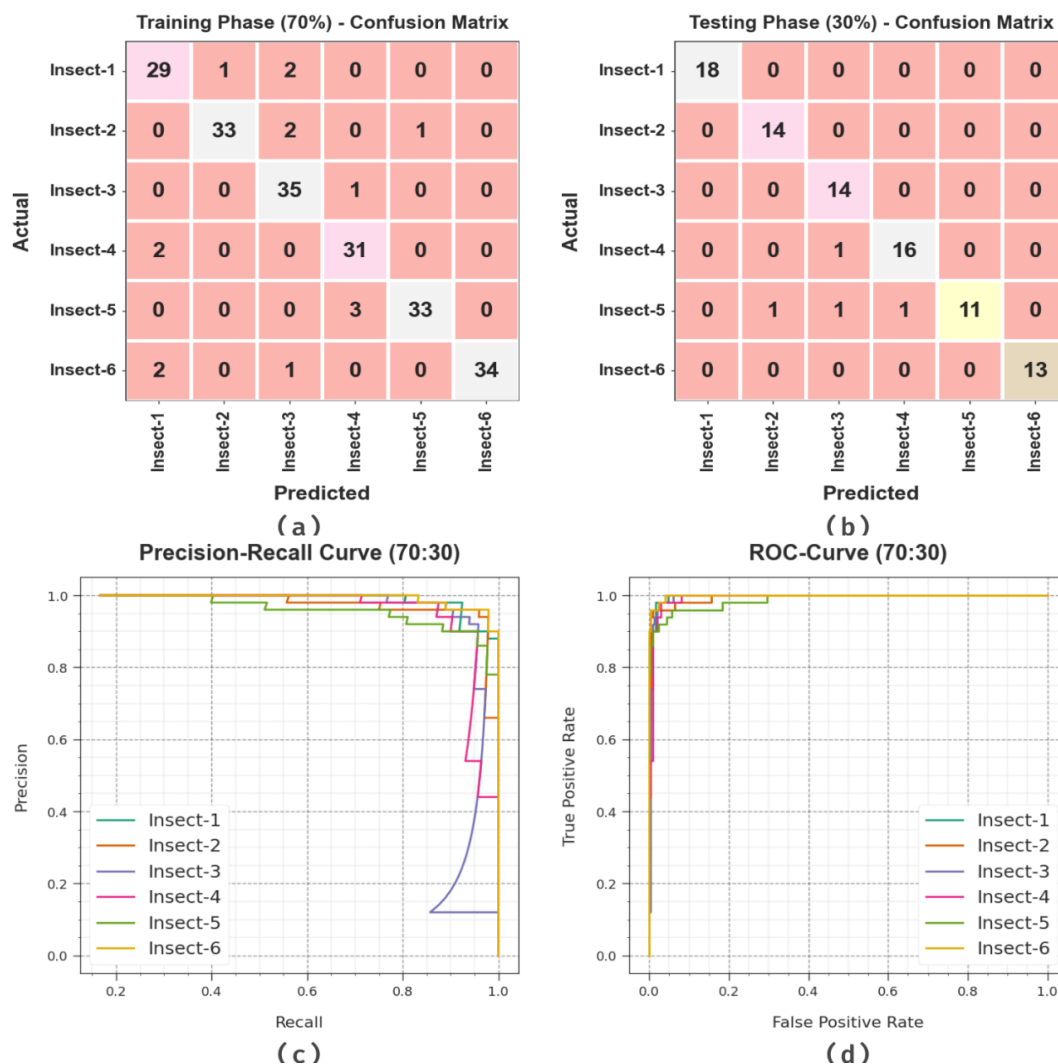 Training Phase (70%) - Confusion Matrix
Insect-1 29 1 2 0 0 0
Insect-2 0 33 2 0 1 0
Insect-3 0 0 35 1 0 0
Insect-4 2 0 0 31 0 0
Insect-5 0 0 0 3 33 0
Insect-6 2 0 1 0 0 34
Actual
Insect-1 Insect-2 Insect-3 Insect-4 Insect-5 Insect-6
Predicted
(a)
Testing Phase (30%) - Confusion Matrix
Insect-1 18 0 0 0 0 0
Insect-2 0 14 0 0 0 0
Insect-3 0 0 14 0 0 0
Insect-4 0 0 1 16 0 0
Insect-5 0 1 1 1 11 0
Insect-6 0 0 0 0 0 13
Actual
Insect-1 Insect-2 Insect-3 Insect-4 Insect-5 Insect-6
Predicted
(b)
Precision-Recall Curve (70:30)
1.0
0.8
0.6
0.4
0.2
0.0
Precision
Insect-1
Insect-2
Insect-3
Insect-4
Insect-5
Insect-6
0.2 0.4 0.6 0.8 1.0
Recall
(c)
ROC-Curve (70:30)
1.0
0.8
0.6
0.4
0.2
0.0
True Positive Rate
Insect-1
Insect-2
Insect-3
Insect-4
Insect-5
Insect-6
0.0 0.2 0.4 0.6 0.8 1.0
False Positive Rate
(d)